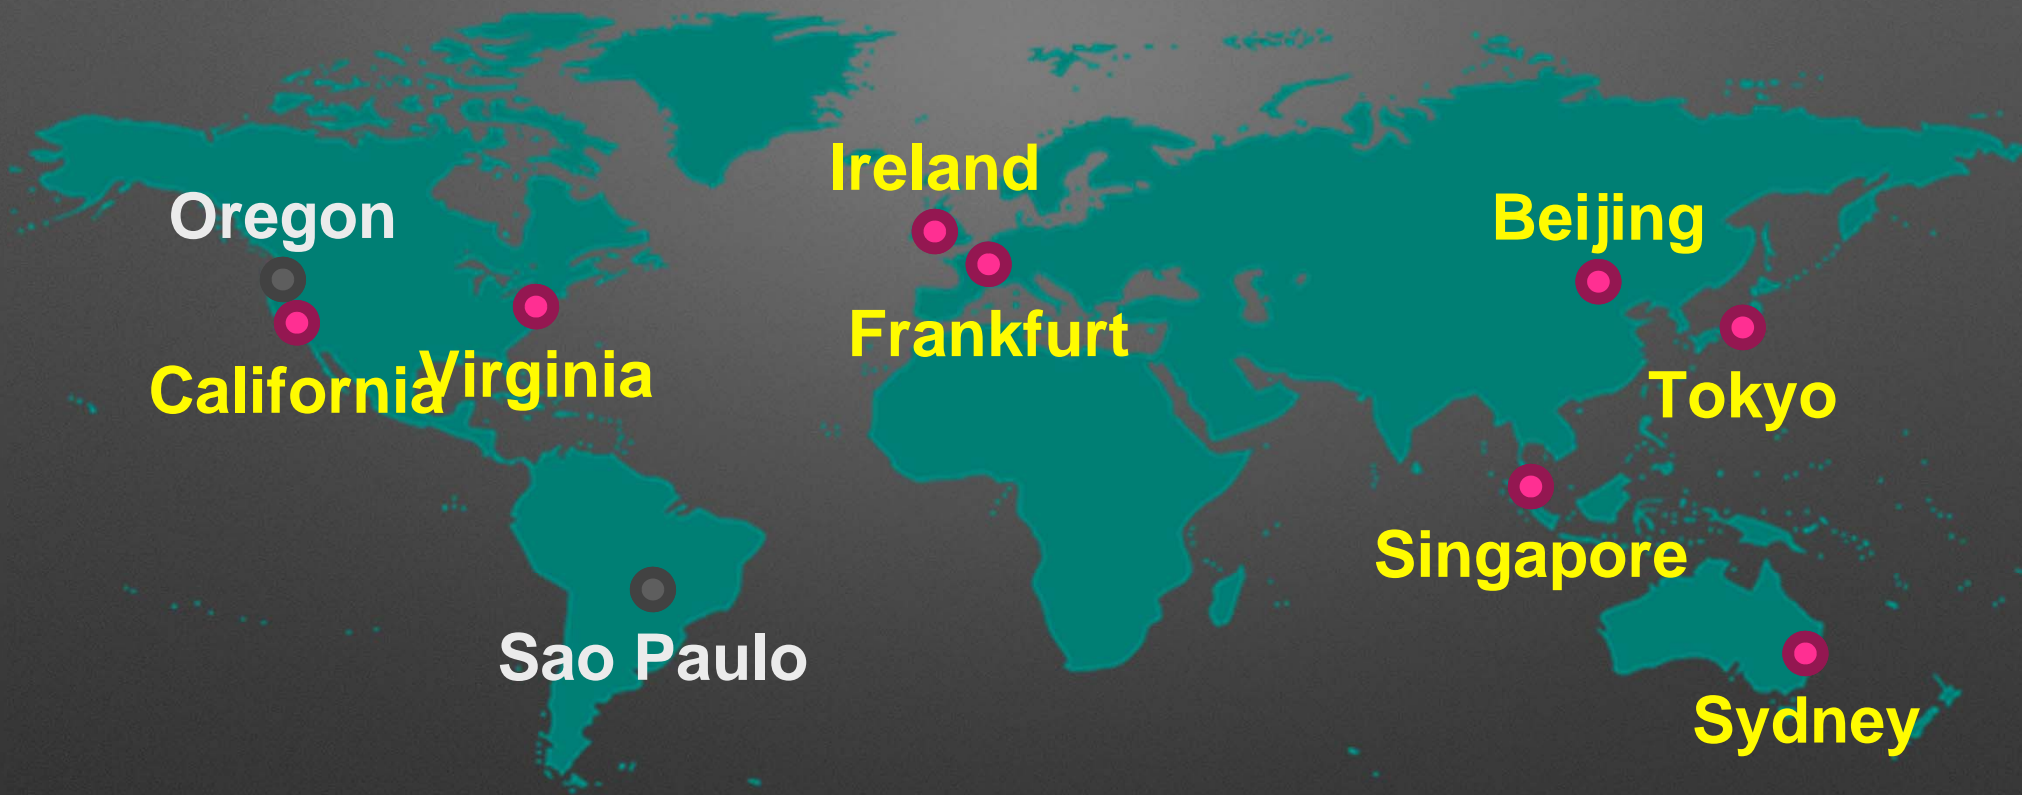 Ireland
Oregon
Beijing
Frankfurt
California
Virginia
Tokyo
Singapore
Sao Paulo
Sydney